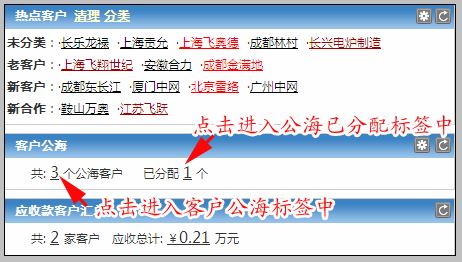 热点客户 清理 分类
未分类：·长乐龙禄 ·上海贡允 ·上海飞奥德 ·成都林村 ·长兴电炉制造
老客户：·上海飞翔世纪 ·安徽合力 ·成都金满地
新客户：·成都东长江 ·厦门中网 ·北京雷络 ·广州中网
新合作：·鞍山万奥 ·江苏飞跃
点击进入公海已分配标签中
客户公海
共: 3 个公海客户 已分配 1 个
点击进入客户公海标签中
应收款客户汇
共: 2 家客户 应收总计: ¥0.21 万元